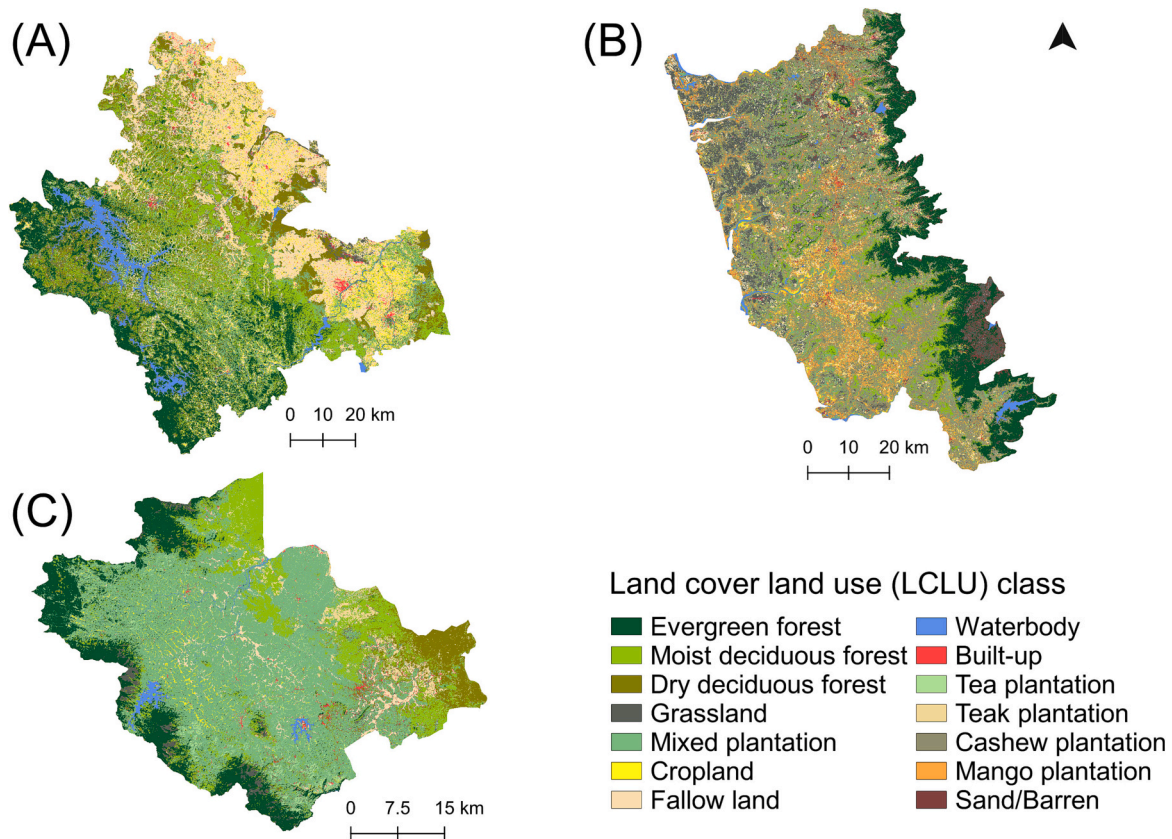 (A)
(B)
0 10 20 km
0 10 20 km
(C)
0 7.5 15 km
Land cover land use (LCLU) class
Evergreen forest
Moist deciduous forest
Dry deciduous forest
Grassland
Mixed plantation
Cropland
Fallow land
Waterbody
Built-up
Tea plantation
Teak plantation
Cashew plantation
Mango plantation
Sand/Barren